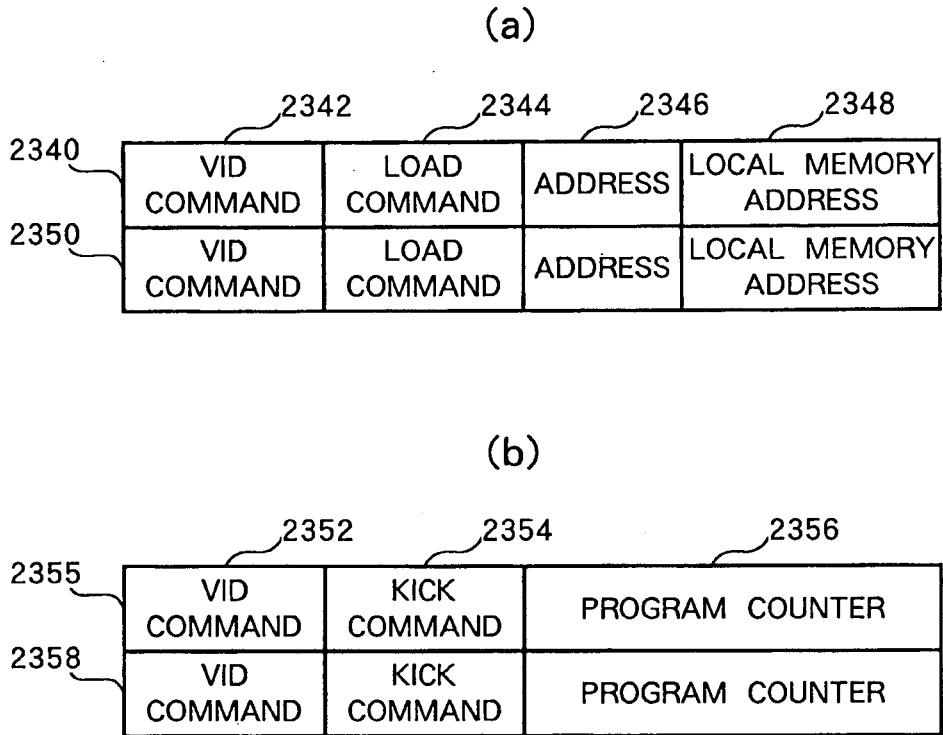 (a)
2342 2344 2346 2348
2340 VID COMMAND LOAD COMMAND ADDRESS LOCAL MEMORY ADDRESS
2350 VID COMMAND LOAD COMMAND ADDRESS LOCAL MEMORY ADDRESS
(b)
2352 2354 2356
2355 VID COMMAND KICK COMMAND PROGRAM COUNTER
2358 VID COMMAND KICK COMMAND PROGRAM COUNTER